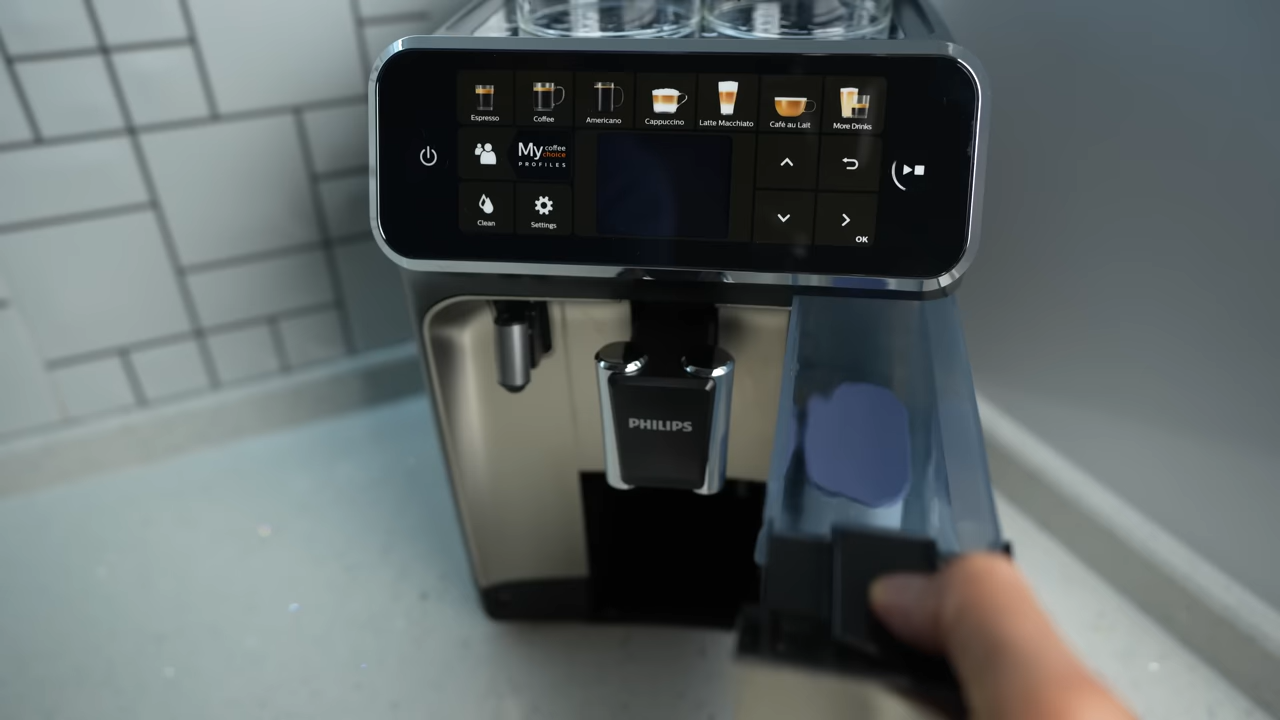 Espresso
Coffee
Americano
Cappuccino
Latte Macchiato
Café au Lait
More Drinks
My coffee choice
PROFILES
Clean
Settings
OK
PHILIPS